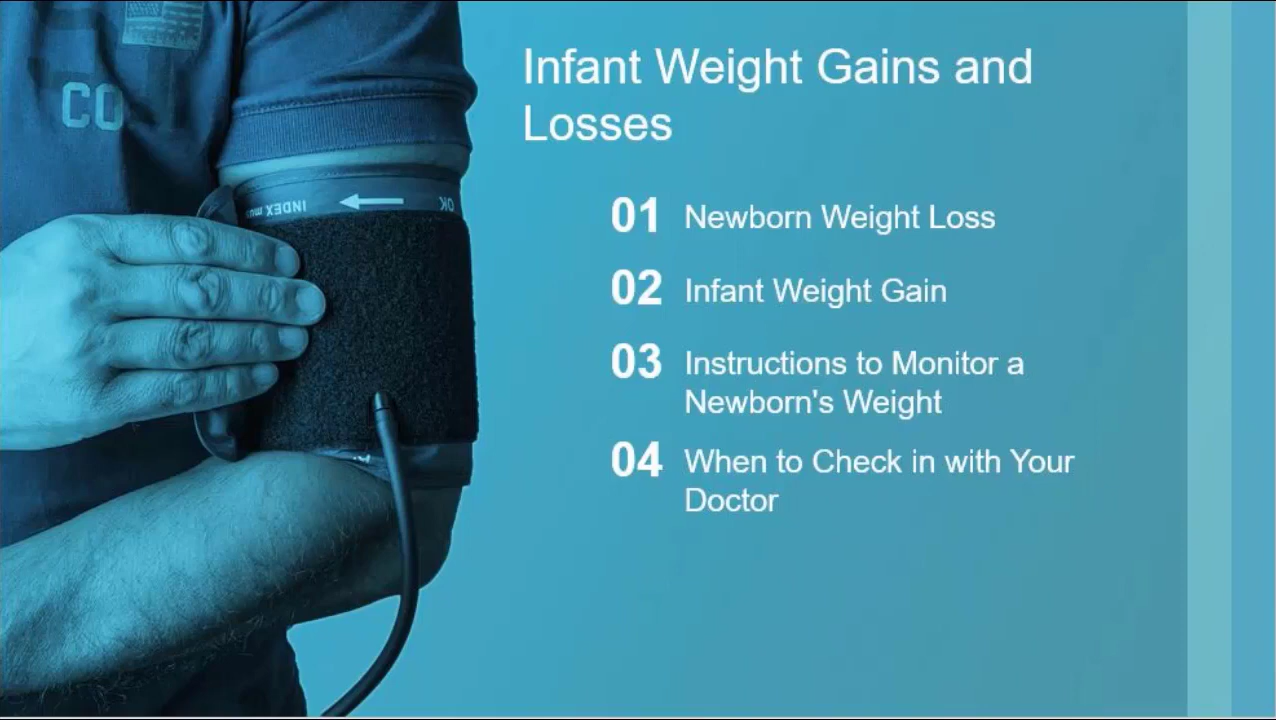 CO
INDEX
OK
Infant Weight Gains and
Losses
01 Newborn Weight Loss
02 Infant Weight Gain
03 Instructions to Monitor a
Newborn's Weight
04 When to Check in with Your
Doctor